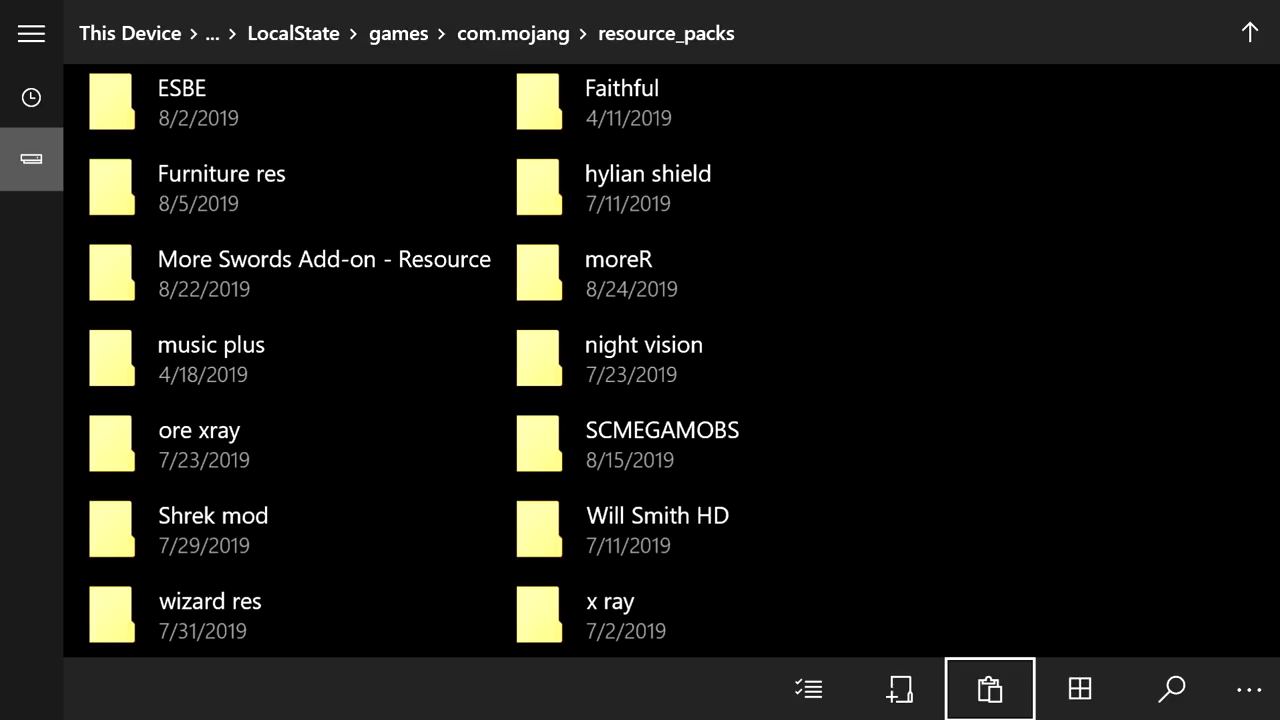 This Device > ... > LocalState > games > com.mojang > resource_packs
ESBE
8/2/2019
Faithful
4/11/2019
Furniture res
8/5/2019
hylian shield
7/11/2019
More Swords Add-on - Resource
8/22/2019
moreR
8/24/2019
music plus
4/18/2019
night vision
7/23/2019
ore xray
7/23/2019
SCMEGAMOBS
8/15/2019
Shrek mod
7/29/2019
Will Smith HD
7/11/2019
wizard res
7/31/2019
x ray
7/2/2019